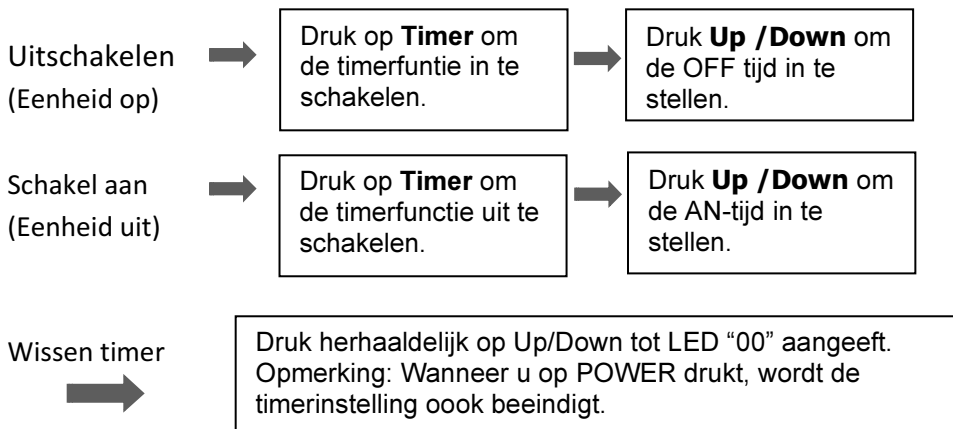 Uitschakelen
(Eenheid op)
Druk op Timer om
de timerfuntie in te
schakelen.
Druk Up /Down om
de OFF tijd in te
stellen.
Schakel aan
(Eenheid uit)
Druk op Timer om
de timerfunctie uit te
schakelen.
Druk Up /Down om
de AN-tijd in te
stellen.
Wissen timer
Druk herhaaldelijk op Up/Down tot LED “00” aangeeft.
Opmerking: Wanneer u op POWER drukt, wordt de
timerinstelling oook beeindigt.